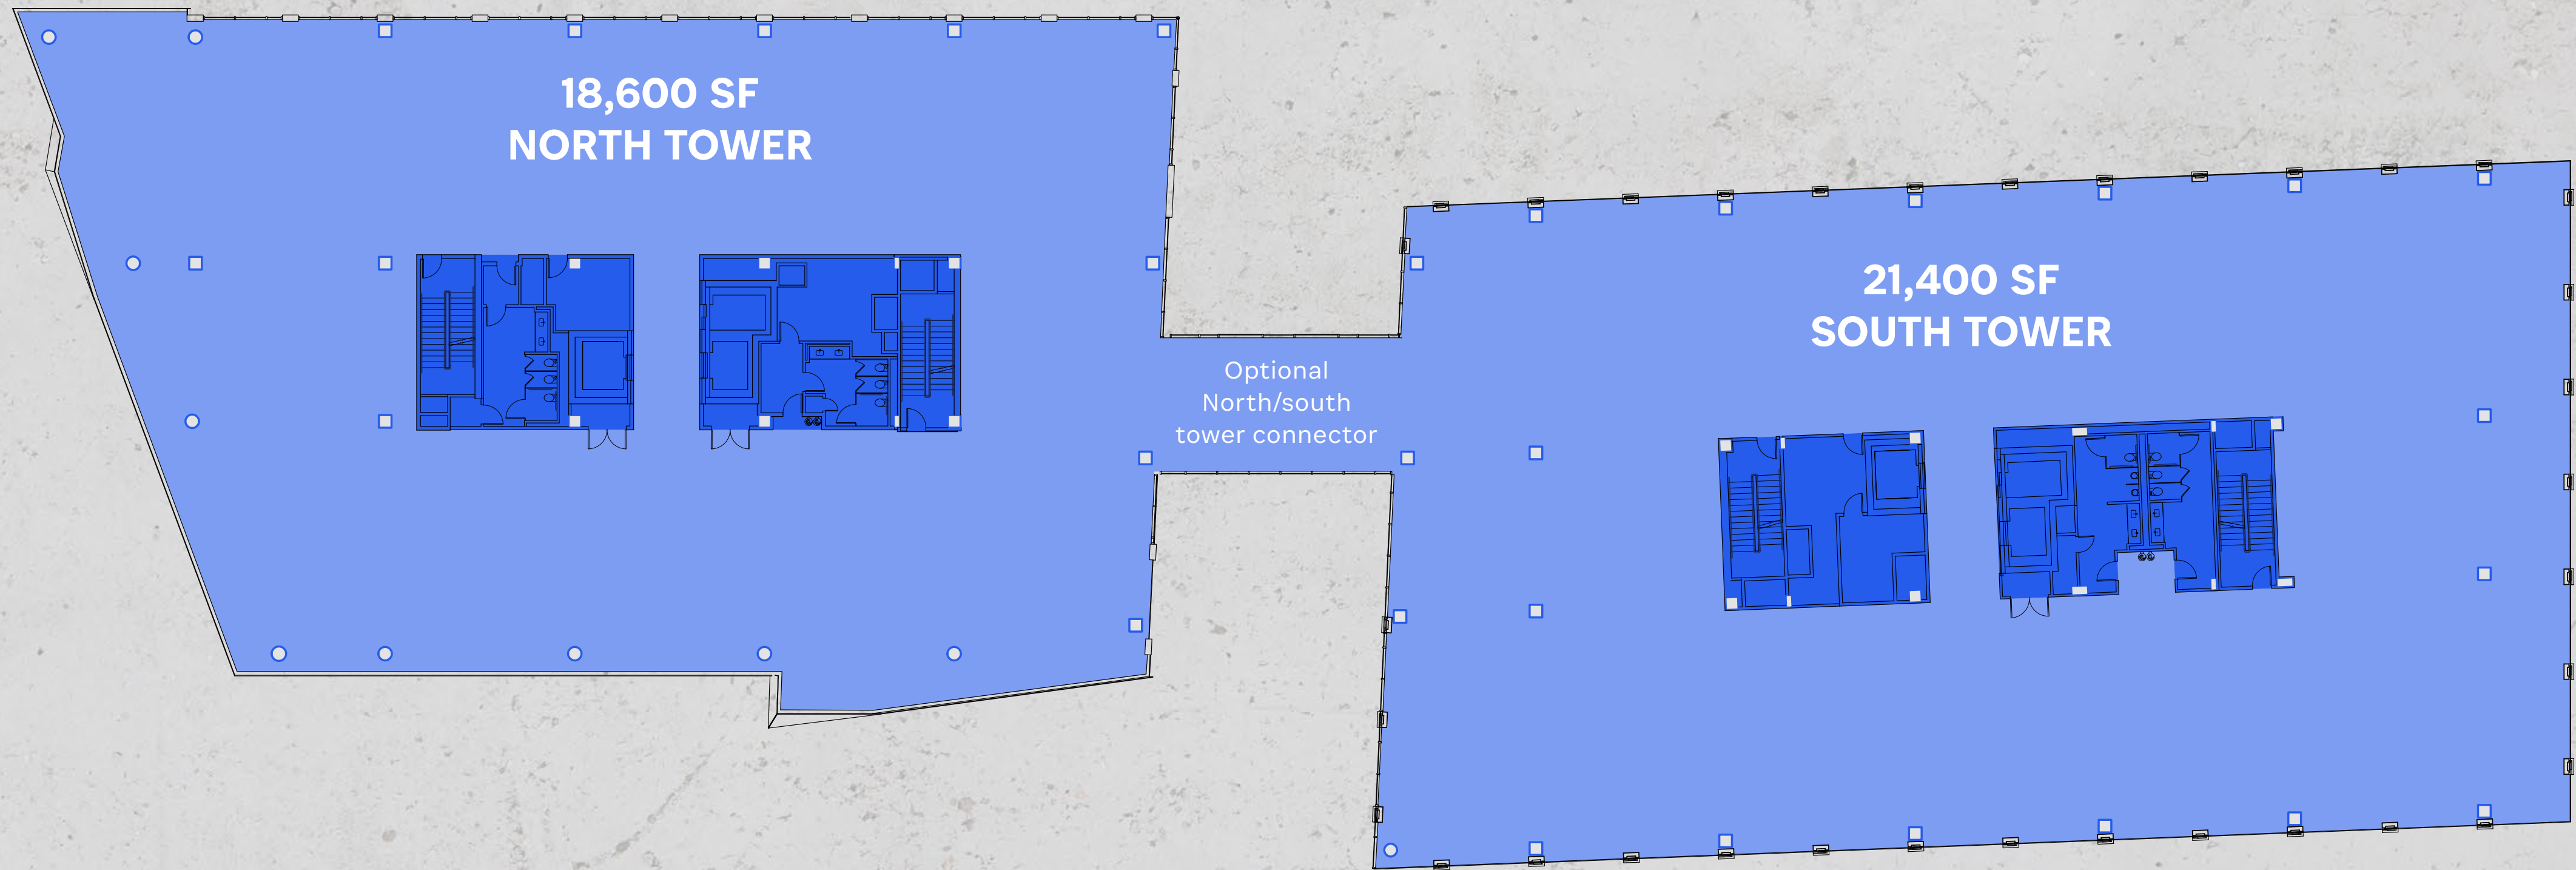 18,600 SF
NORTH TOWER
21,400 SF
SOUTH TOWER
Optional
North/south
tower connector